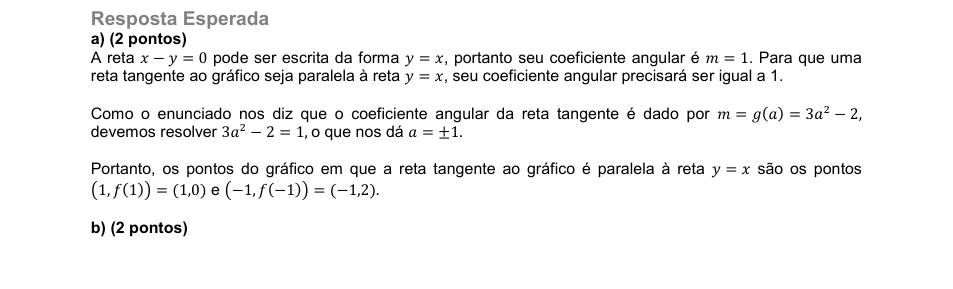 Resposta Esperada
a) (2 pontos)
A reta x − y = 0 pode ser escrita da forma y = x, portanto seu coeficiente angular é m = 1. Para que uma
reta tangente ao gráfico seja paralela à reta y = x, seu coeficiente angular precisará ser igual a 1.
Como o enunciado nos diz que o coeficiente angular da reta tangente é dado por m = g(a) = 3a² − 2,
devemos resolver 3a² − 2 = 1, o que nos dá a = ±1.
Portanto, os pontos do gráfico em que a reta tangente ao gráfico é paralela à reta y = x são os pontos
(1, f(1)) = (1,0) e (−1, f(−1)) = (−1,2).
b) (2 pontos)